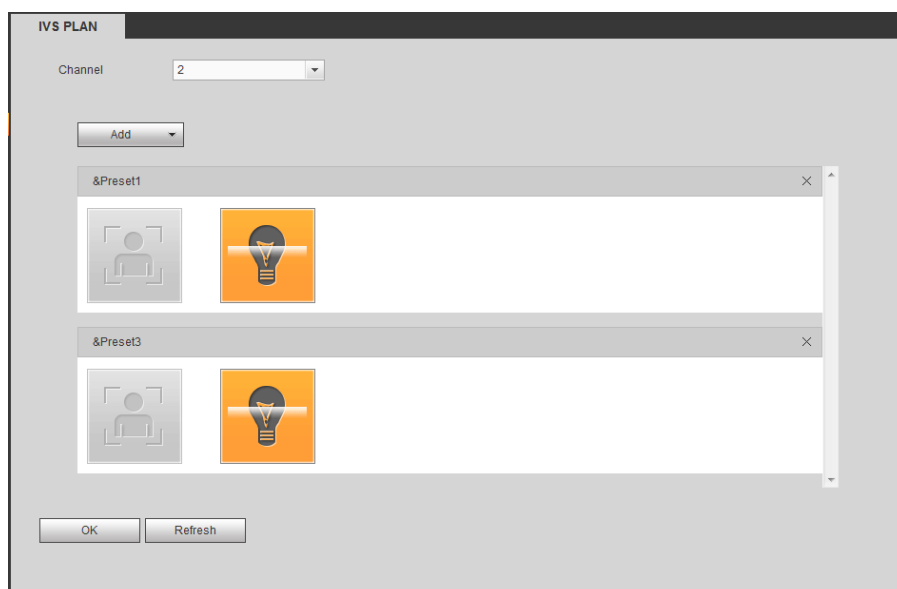 IVS PLAN
Channel 2
Add
&Preset1
&Preset3
OK Refresh